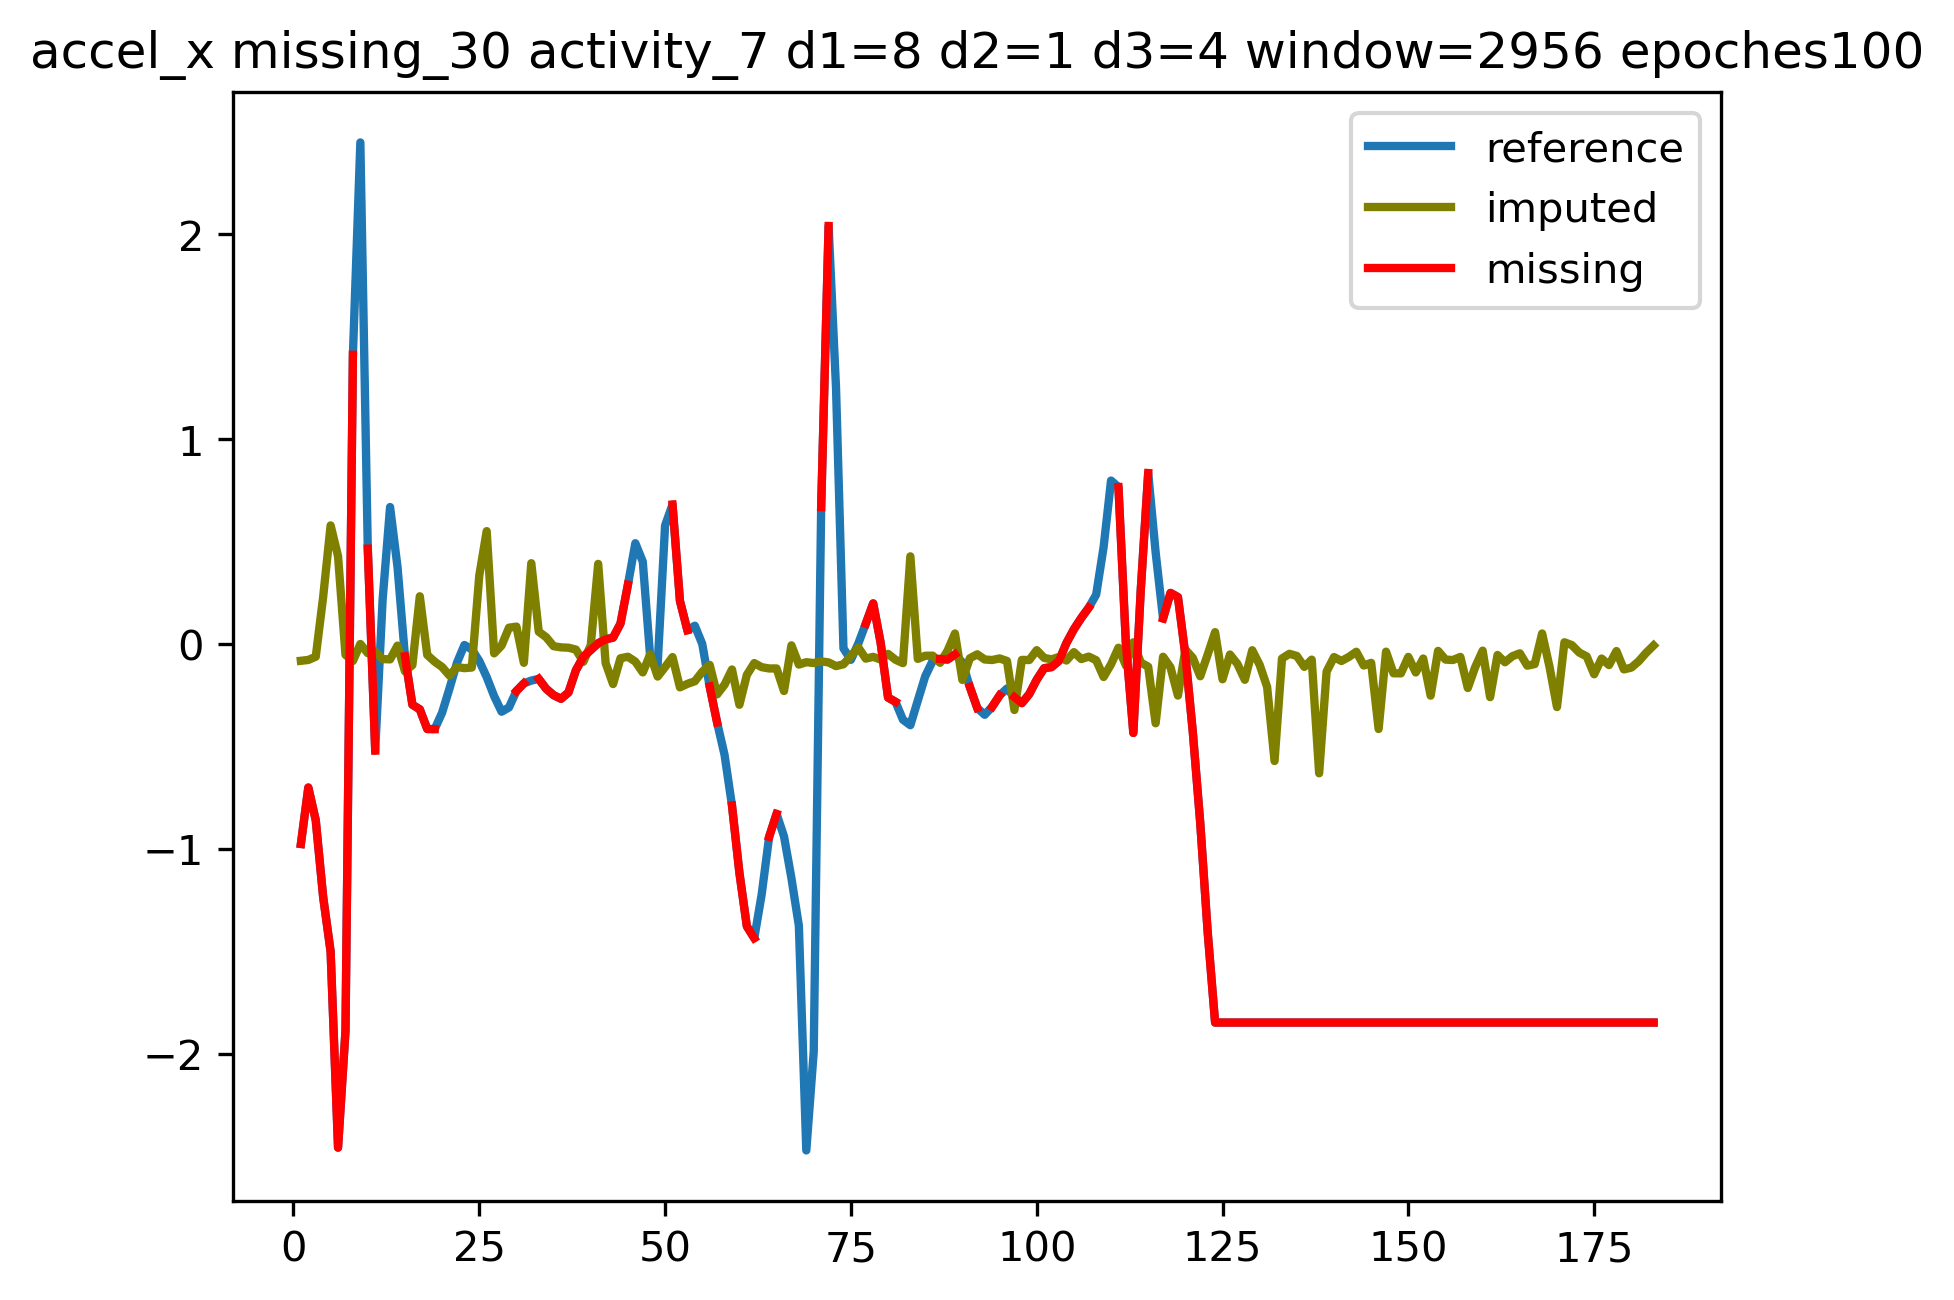 accel_x missing_30 activity_7 d1=8 d2=1 d3=4 window=2956 epoches100
reference
imputed
missing
2
1
0
−1
−2
0 25 50 75 100 125 150 175